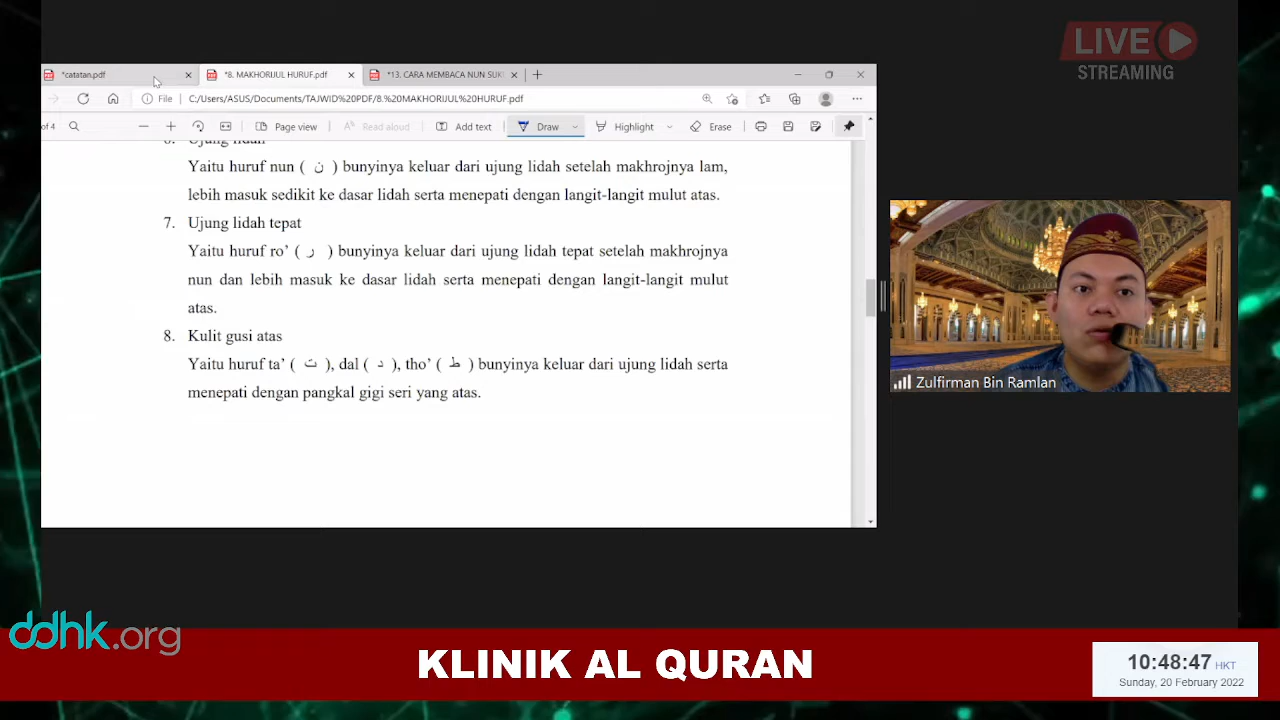 LIVE
STREAMING
*catatan.pdf
*8. MAKHORIJUL HURUF.pdf
*13. CARA MEMBACA NUN SUK
File
C:/Users/ASUS/Documents/TAJWID%20PDF/8.%20MAKHORIJUL%20HURUF.pdf
of 4
Page view
Read aloud
Add text
Draw
Highlight
Erase
Ujung lidah
Yaitu huruf nun ( ن ) bunyinya keluar dari ujung lidah setelah makhrojnya lam,
lebih masuk sedikit ke dasar lidah serta menepati dengan langit-langit mulut atas.
7. Ujung lidah tepat
Yaitu huruf ro’ ( ر ) bunyinya keluar dari ujung lidah tepat setelah makhrojnya
nun dan lebih masuk ke dasar lidah serta menepati dengan langit-langit mulut
atas.
8. Kulit gusi atas
Yaitu huruf ta’ ( ت ), dal ( د ), tho’ ( ط ) bunyinya keluar dari ujung lidah serta
menepati dengan pangkal gigi seri yang atas.
Zulfirman Bin Ramlan
ddhk.org
KLINIK AL QURAN
10:48:47 HKT
Sunday, 20 February 2022